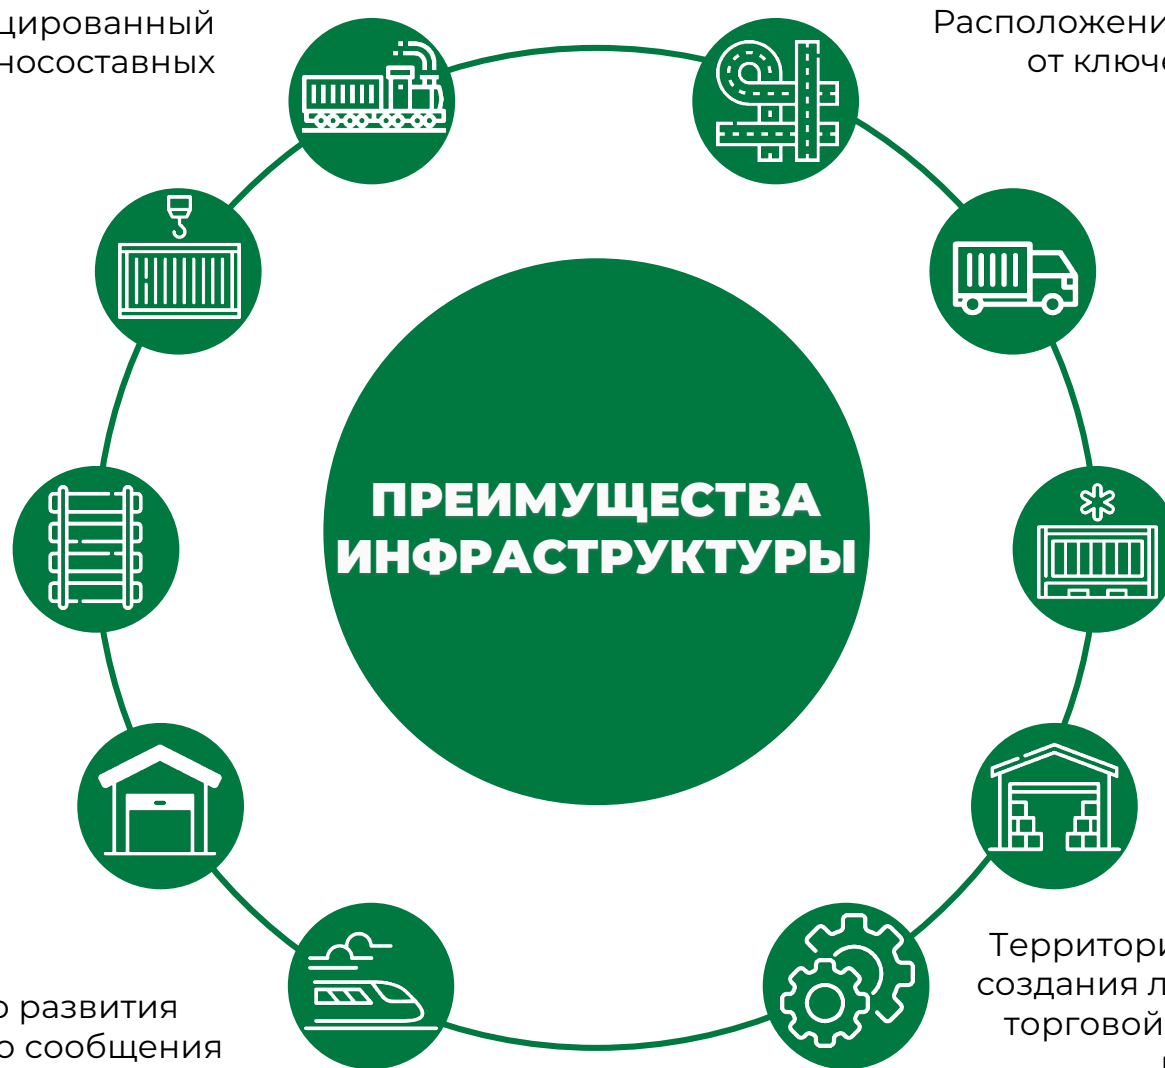 цированный
носоставных
Расположени
от ключе
ПРЕИМУЩЕСТВА
ИНФРАСТРУКТУРЫ
развития
сообщения
Территори
создания л
торговой